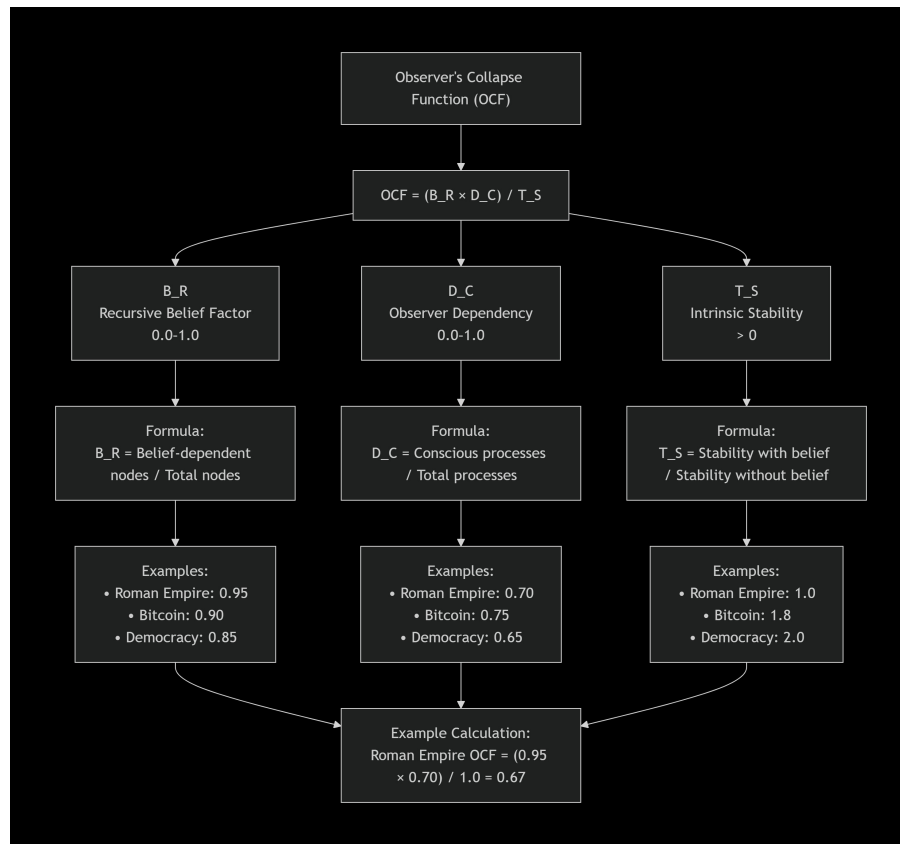 Observer's Collapse
Function (OCF)
OCF = (B_R × D_C) / T_S
B_R
Recursive Belief Factor
0.0-1.0
D_C
Observer Dependency
0.0-1.0
T_S
Intrinsic Stability
> 0
Formula:
B_R = Belief-dependent
nodes / Total nodes
Formula:
D_C = Conscious processes
/ Total processes
Formula:
T_S = Stability with belief
/ Stability without belief
Examples:
• Roman Empire: 0.95
• Bitcoin: 0.90
• Democracy: 0.85
Examples:
• Roman Empire: 0.70
• Bitcoin: 0.75
• Democracy: 0.65
Examples:
• Roman Empire: 1.0
• Bitcoin: 1.8
• Democracy: 2.0
Example Calculation:
Roman Empire OCF = (0.95
× 0.70) / 1.0 = 0.67